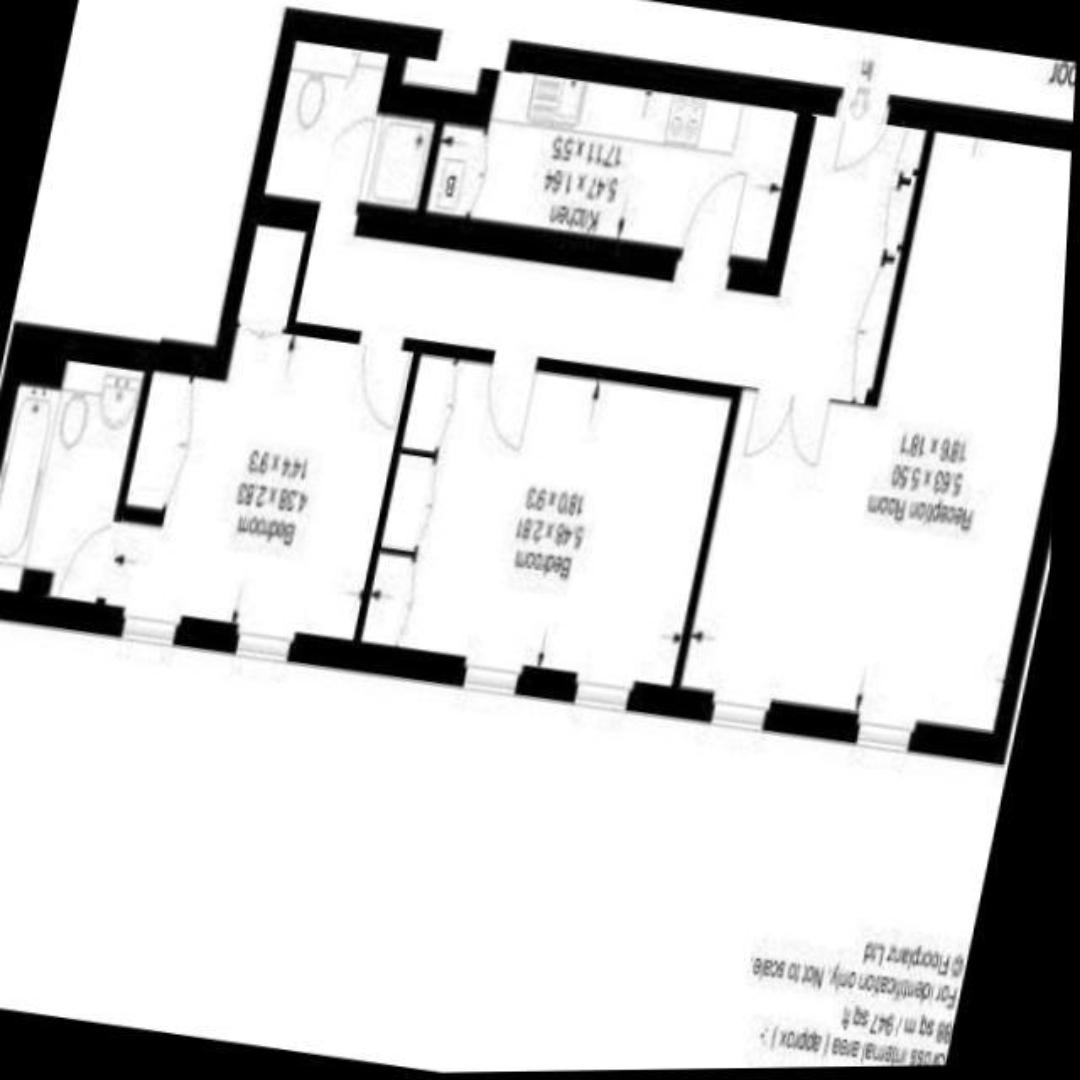 Gross internal area ( approx ) :-
88 sq m / 947 sq ft
For identification only, Not to scale.
© Floorplanz Ltd
Reception Room
5.63 x 5.50
18'6 x 18'1
Bedroom
5.48 x 2.81
18'0 x 9'3
Bedroom
4.38 x 2.83
14'4 x 9'3
Kitchen
5.47 x 1.64
17'11 x 5'5
B
In